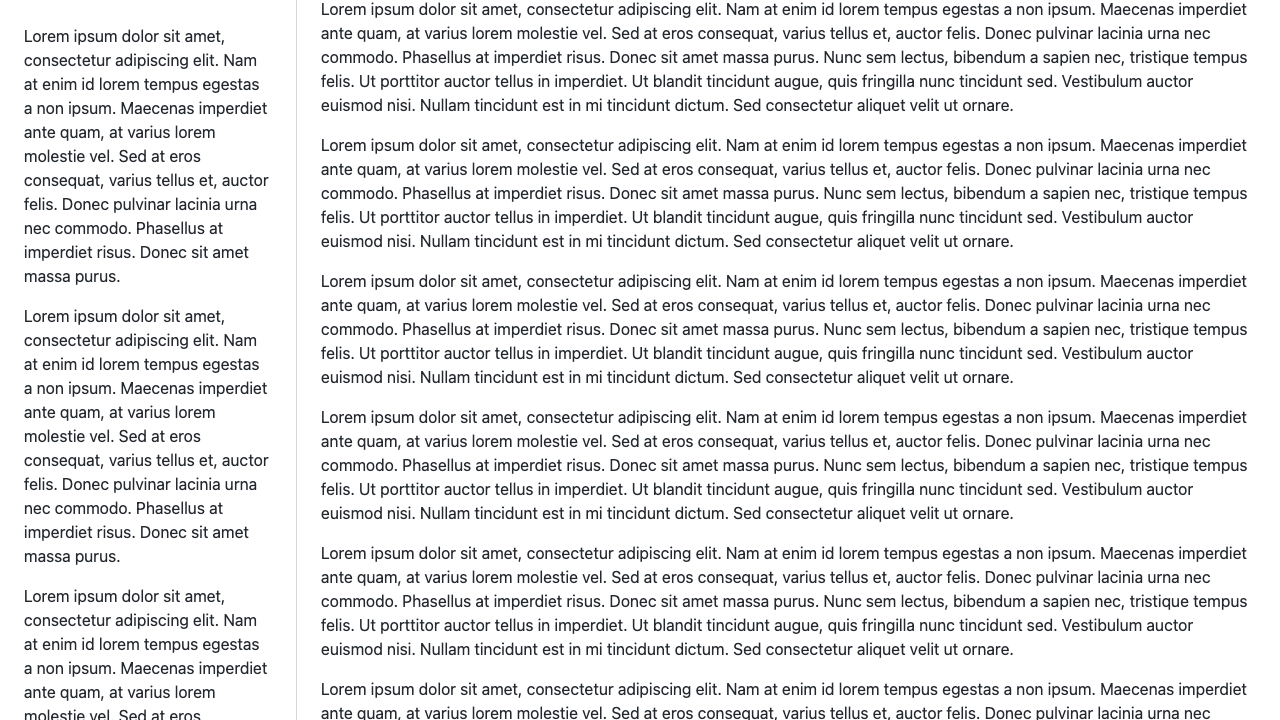 Lorem ipsum dolor sit amet,
consectetur adipiscing elit. Nam
at enim id lorem tempus egestas
a non ipsum. Maecenas imperdiet
ante quam, at varius lorem
molestie vel. Sed at eros
consequat, varius tellus et, auctor
felis. Donec pulvinar lacinia urna
nec commodo. Phasellus at
imperdiet risus. Donec sit amet
massa purus.
Lorem ipsum dolor sit amet,
consectetur adipiscing elit. Nam
at enim id lorem tempus egestas
a non ipsum. Maecenas imperdiet
ante quam, at varius lorem
molestie vel. Sed at eros
consequat, varius tellus et, auctor
felis. Donec pulvinar lacinia urna
nec commodo. Phasellus at
imperdiet risus. Donec sit amet
massa purus.
Lorem ipsum dolor sit amet,
consectetur adipiscing elit. Nam
at enim id lorem tempus egestas
a non ipsum. Maecenas imperdiet
ante quam, at varius lorem
molestie vel. Sed at eros
Lorem ipsum dolor sit amet, consectetur adipiscing elit. Nam at enim id lorem tempus egestas a non ipsum. Maecenas imperdiet
ante quam, at varius lorem molestie vel. Sed at eros consequat, varius tellus et, auctor felis. Donec pulvinar lacinia urna nec
commodo. Phasellus at imperdiet risus. Donec sit amet massa purus. Nunc sem lectus, bibendum a sapien nec, tristique tempus
felis. Ut porttitor auctor tellus in imperdiet. Ut blandit tincidunt augue, quis fringilla nunc tincidunt sed. Vestibulum auctor
euismod nisi. Nullam tincidunt est in mi tincidunt dictum. Sed consectetur aliquet velit ut ornare.
Lorem ipsum dolor sit amet, consectetur adipiscing elit. Nam at enim id lorem tempus egestas a non ipsum. Maecenas imperdiet
ante quam, at varius lorem molestie vel. Sed at eros consequat, varius tellus et, auctor felis. Donec pulvinar lacinia urna nec
commodo. Phasellus at imperdiet risus. Donec sit amet massa purus. Nunc sem lectus, bibendum a sapien nec, tristique tempus
felis. Ut porttitor auctor tellus in imperdiet. Ut blandit tincidunt augue, quis fringilla nunc tincidunt sed. Vestibulum auctor
euismod nisi. Nullam tincidunt est in mi tincidunt dictum. Sed consectetur aliquet velit ut ornare.
Lorem ipsum dolor sit amet, consectetur adipiscing elit. Nam at enim id lorem tempus egestas a non ipsum. Maecenas imperdiet
ante quam, at varius lorem molestie vel. Sed at eros consequat, varius tellus et, auctor felis. Donec pulvinar lacinia urna nec
commodo. Phasellus at imperdiet risus. Donec sit amet massa purus. Nunc sem lectus, bibendum a sapien nec, tristique tempus
felis. Ut porttitor auctor tellus in imperdiet. Ut blandit tincidunt augue, quis fringilla nunc tincidunt sed. Vestibulum auctor
euismod nisi. Nullam tincidunt est in mi tincidunt dictum. Sed consectetur aliquet velit ut ornare.
Lorem ipsum dolor sit amet, consectetur adipiscing elit. Nam at enim id lorem tempus egestas a non ipsum. Maecenas imperdiet
ante quam, at varius lorem molestie vel. Sed at eros consequat, varius tellus et, auctor felis. Donec pulvinar lacinia urna nec
commodo. Phasellus at imperdiet risus. Donec sit amet massa purus. Nunc sem lectus, bibendum a sapien nec, tristique tempus
felis. Ut porttitor auctor tellus in imperdiet. Ut blandit tincidunt augue, quis fringilla nunc tincidunt sed. Vestibulum auctor
euismod nisi. Nullam tincidunt est in mi tincidunt dictum. Sed consectetur aliquet velit ut ornare.
Lorem ipsum dolor sit amet, consectetur adipiscing elit. Nam at enim id lorem tempus egestas a non ipsum. Maecenas imperdiet
ante quam, at varius lorem molestie vel. Sed at eros consequat, varius tellus et, auctor felis. Donec pulvinar lacinia urna nec
commodo. Phasellus at imperdiet risus. Donec sit amet massa purus. Nunc sem lectus, bibendum a sapien nec, tristique tempus
felis. Ut porttitor auctor tellus in imperdiet. Ut blandit tincidunt augue, quis fringilla nunc tincidunt sed. Vestibulum auctor
euismod nisi. Nullam tincidunt est in mi tincidunt dictum. Sed consectetur aliquet velit ut ornare.
Lorem ipsum dolor sit amet, consectetur adipiscing elit. Nam at enim id lorem tempus egestas a non ipsum. Maecenas imperdiet
ante quam, at varius lorem molestie vel. Sed at eros consequat, varius tellus et, auctor felis. Donec pulvinar lacinia urna nec